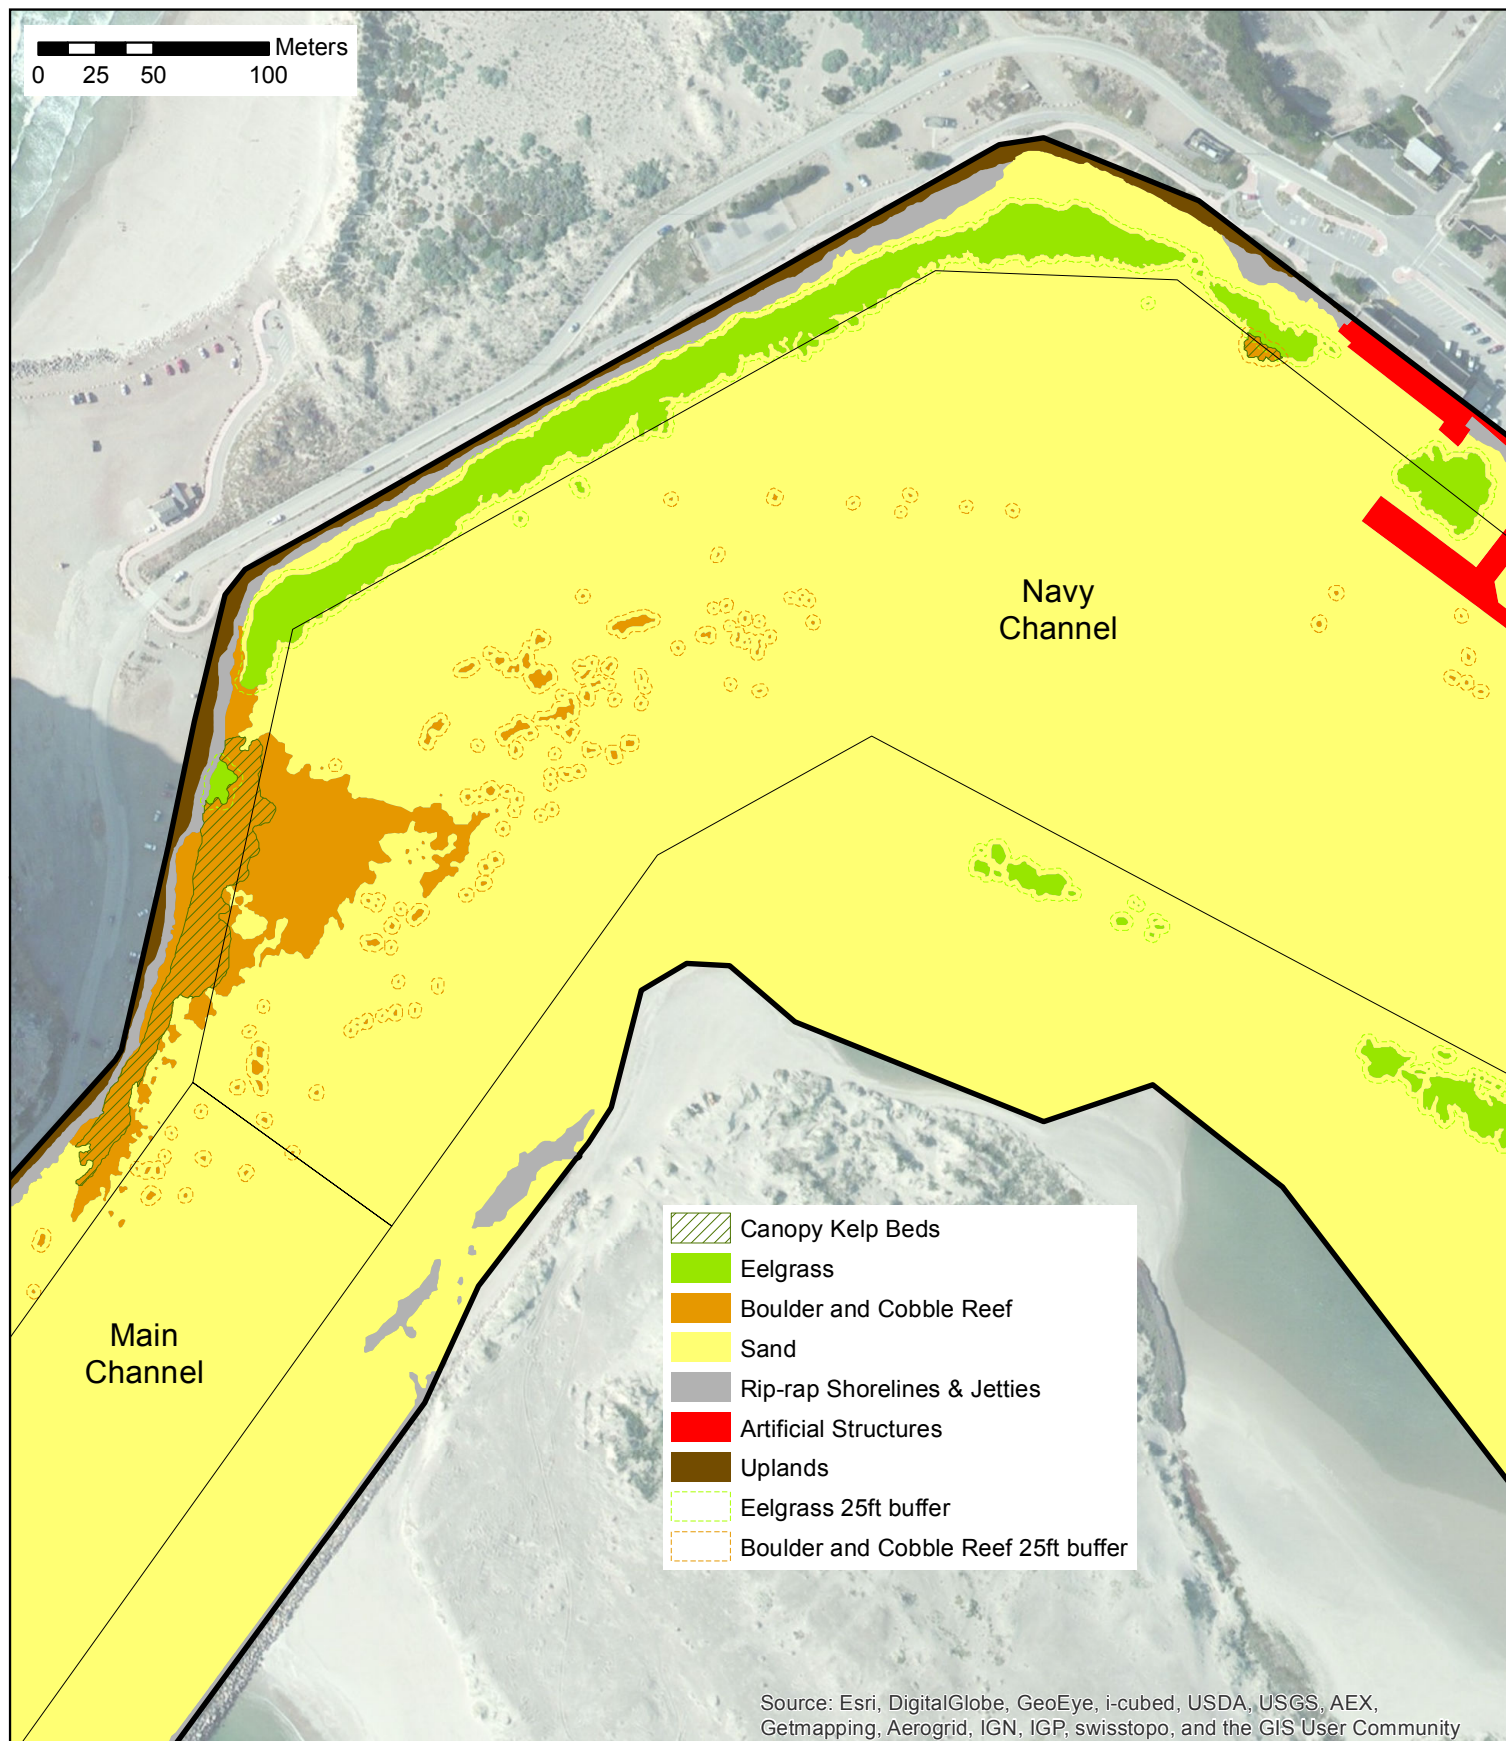 Meters
0 25 50 100
Navy
Channel
Main
Channel
Canopy Kelp Beds
Eelgrass
Boulder and Cobble Reef
Sand
Rip-rap Shorelines & Jetties
Artificial Structures
Uplands
Eelgrass 25ft buffer
Boulder and Cobble Reef 25ft buffer
Source: Esri, DigitalGlobe, GeoEye, i-cubed, USDA, USGS, AEX,
Getmapping, Aerogrid, IGN, IGP, swisstopo, and the GIS User Community